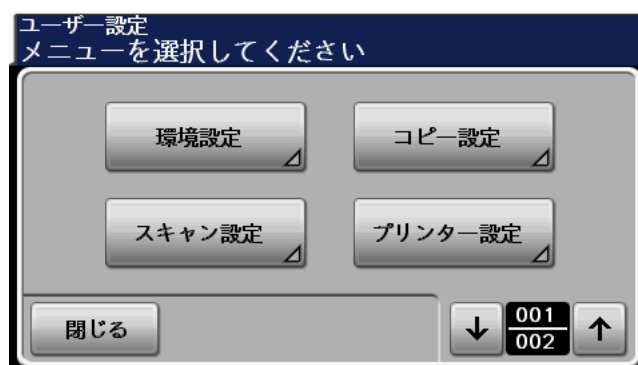 ユーザー設定
メニューを選択してください
環境設定
コピー設定
スキャン設定
プリンター設定
閉じる
↓
001
002
↑